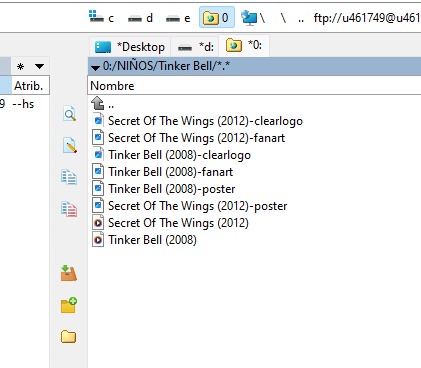 c d e 0 \ \ .. ftp://u461749@u461
*Desktop *d: *0:
* ▼ ▼ 0:/NIÑOS/Tinker Bell/*.*
Atrib. Nombre
9 --hs ..
Secret Of The Wings (2012)-clearlogo
Secret Of The Wings (2012)-fanart
Tinker Bell (2008)-clearlogo
Tinker Bell (2008)-fanart
Tinker Bell (2008)-poster
Secret Of The Wings (2012)-poster
Secret Of The Wings (2012)
Tinker Bell (2008)